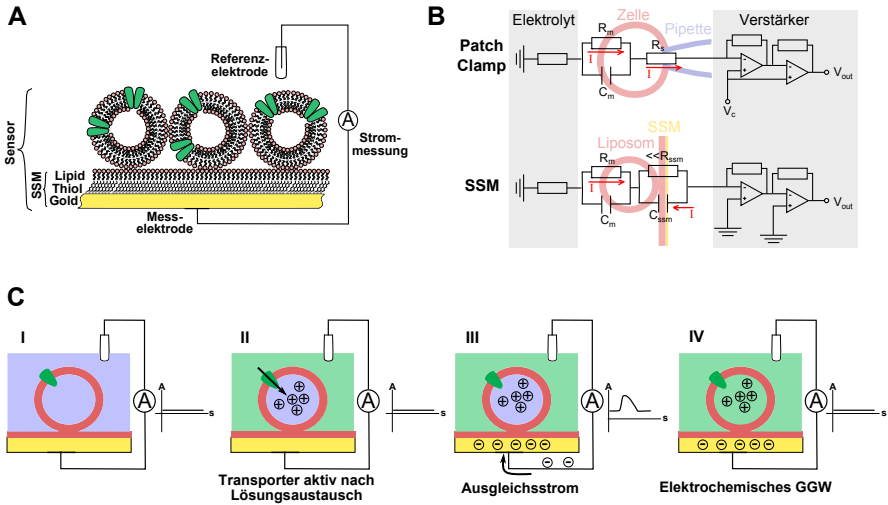 A
Referenz-
elektrode
A
Strom-
messung
Sensor
SSM
Lipid
Thiol
Gold
Mess-
elektrode
B
Elektrolyt
Zelle
Verstärker
Patch
Clamp
Rm
Rs
Pipette
I
I
Cm
Vc
Vout
SSM
Liposom
SSM
Rm
<<Rssm
I
Cm
Cssm
I
Vout
C
I
A
A
s
II
A
A
s
Transporter aktiv nach
Lösungsaustausch
III
A
A
s
Ausgleichsstrom
IV
A
A
s
Elektrochemisches GGW